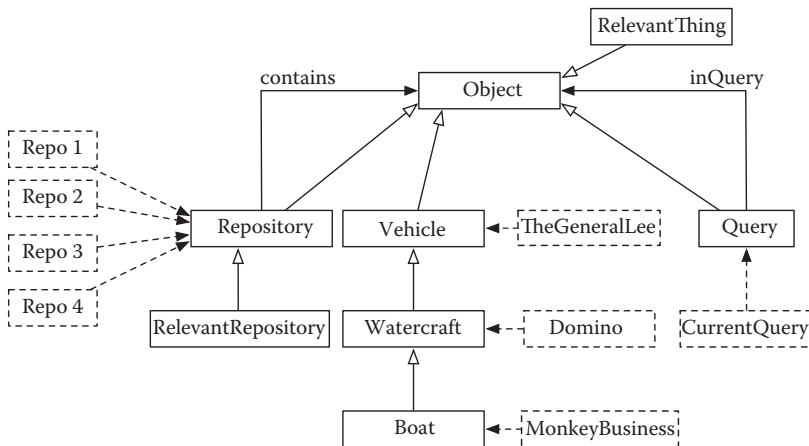 RelevantThing
contains
Object
inQuery
Repo 1
Repo 2
Repo 3
Repo 4
Repository
Vehicle
TheGeneralLee
Query
RelevantRepository
Watercraft
Domino
CurrentQuery
Boat
MonkeyBusiness